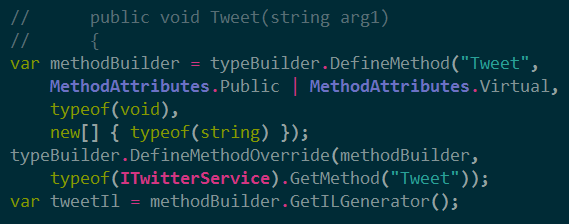 //      public void Tweet(string arg1)
//      {
var methodBuilder = typeBuilder.DefineMethod("Tweet",
    MethodAttributes.Public | MethodAttributes.Virtual,
    typeof(void),
    new[] { typeof(string) });
typeBuilder.DefineMethodOverride(methodBuilder,
    typeof(ITwitterService).GetMethod("Tweet"));
var tweetIl = methodBuilder.GetILGenerator();